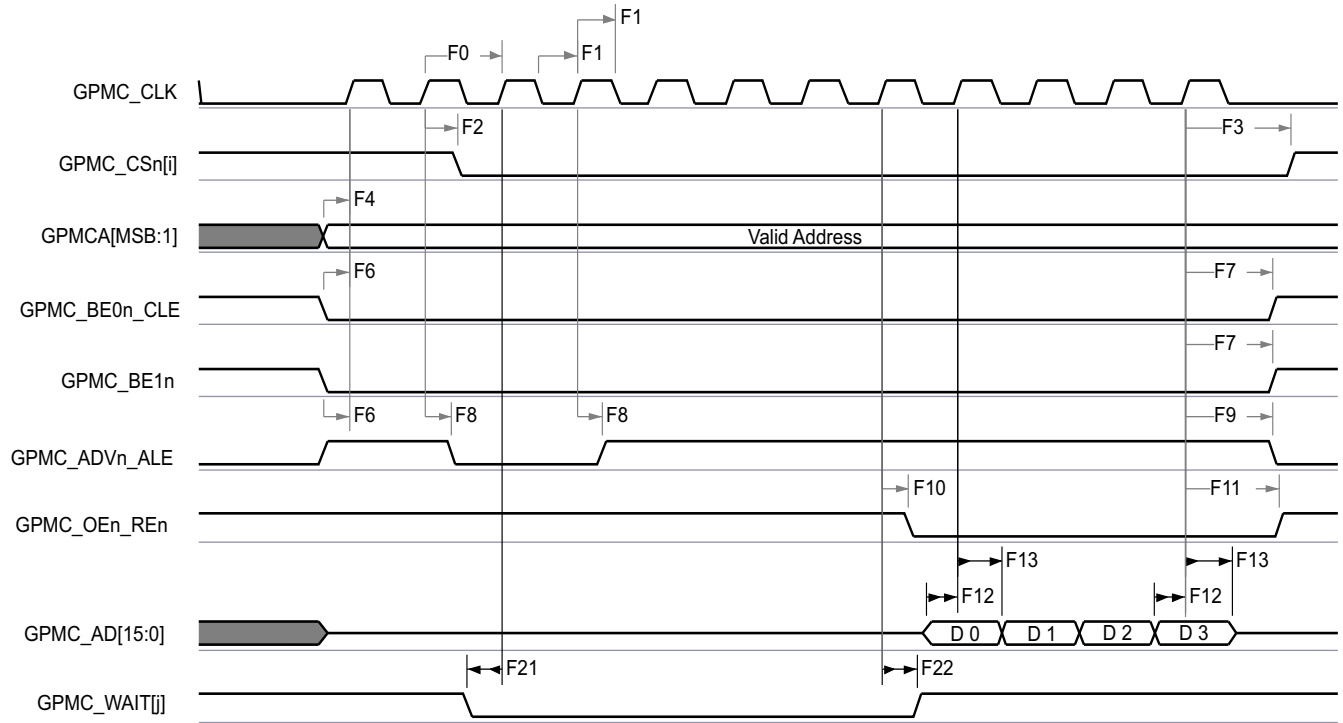 F1
F0 F1
GPMC_CLK
F2 F3
GPMC_CSn[i]
F4
GPMCA[MSB:1] Valid Address
F6 F7
GPMC_BE0n_CLE
F7
GPMC_BE1n
F6 F8 F8 F9
GPMC_ADVn_ALE
F10 F11
GPMC_OEn_REn
F13 F13
F12 F12
GPMC_AD[15:0] D 0 D 1 D 2 D 3
F21 F22
GPMC_WAIT[j]